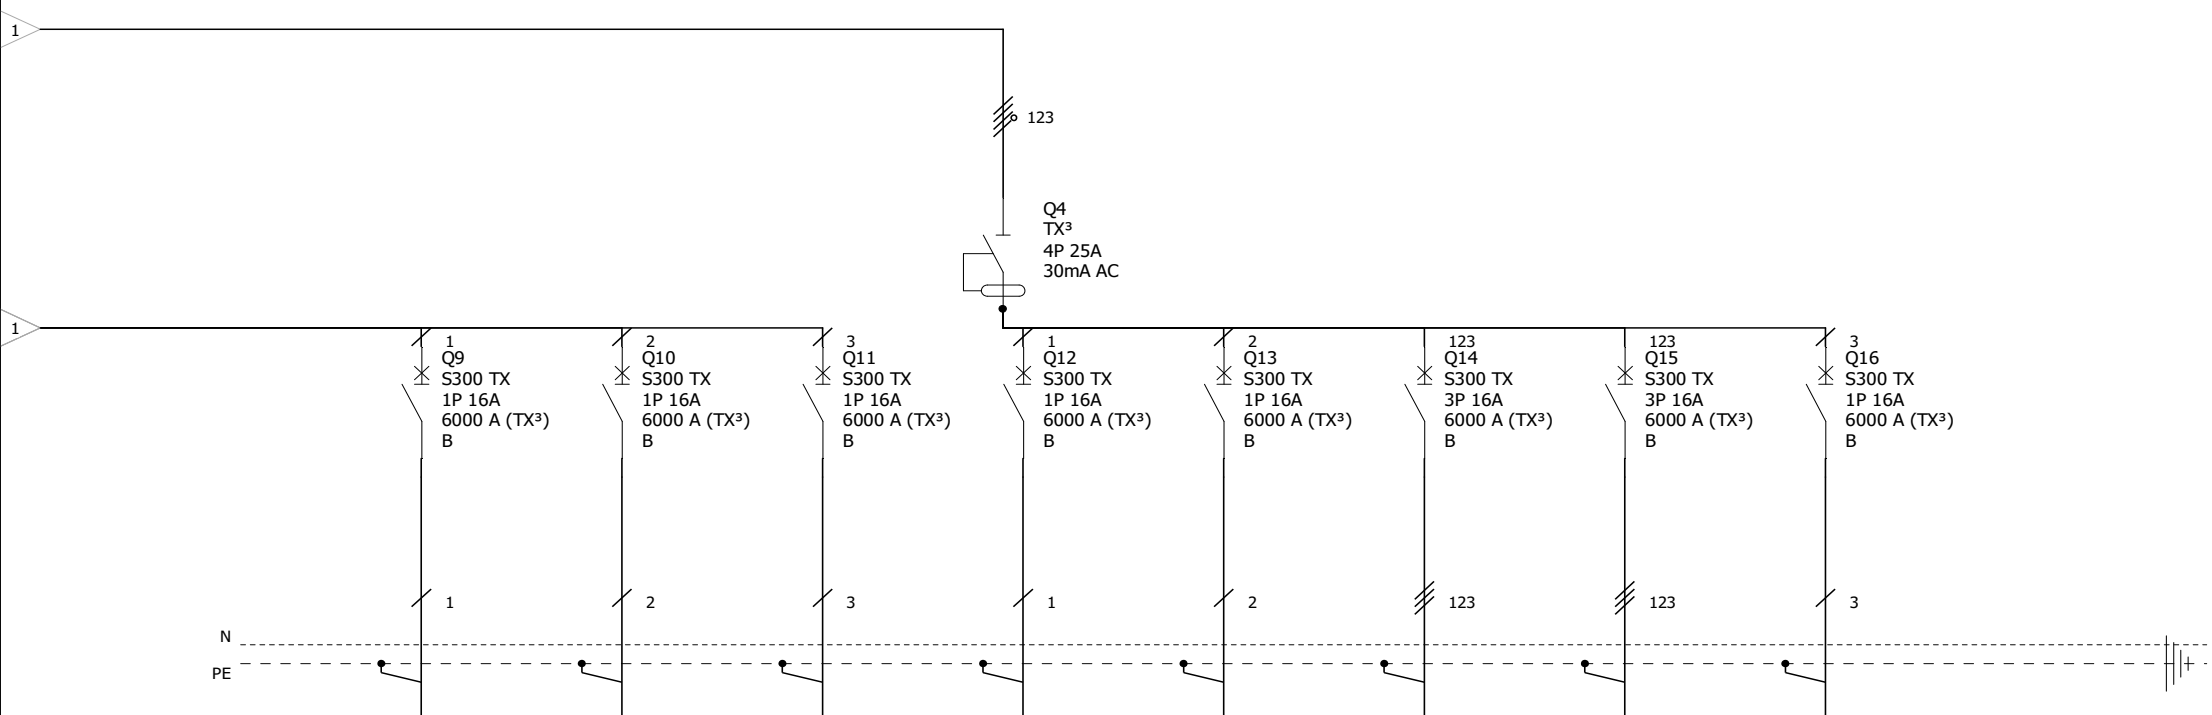 1
123
Q4
TX³
4P 25A
30mA AC
1
1
Q9
S300 TX
1P 16A
6000 A (TX³)
B
2
Q10
S300 TX
1P 16A
6000 A (TX³)
B
3
Q11
S300 TX
1P 16A
6000 A (TX³)
B
1
Q12
S300 TX
1P 16A
6000 A (TX³)
B
2
Q13
S300 TX
1P 16A
6000 A (TX³)
B
123
Q14
S300 TX
3P 16A
6000 A (TX³)
B
123
Q15
S300 TX
3P 16A
6000 A (TX³)
B
3
Q16
S300 TX
1P 16A
6000 A (TX³)
B
1
2
3
1
2
123
123
3
N
PE